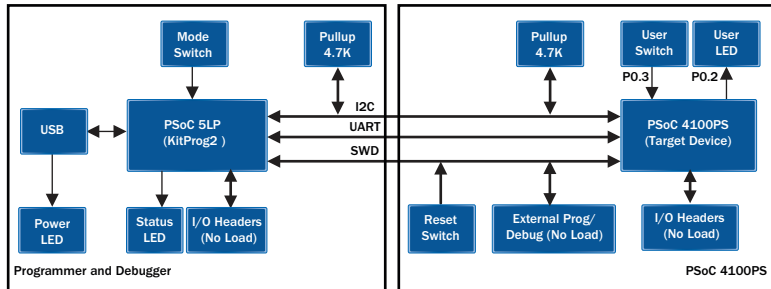 Mode
Switch
Pullup
4.7K
Pullup
4.7K
User
Switch
User
LED
P0.3
P0.2
I2C
USB
PSoC 5LP
(KitProg2 )
UART
PSoC 4100PS
(Target Device)
SWD
Power
LED
Status
LED
I/O Headers
(No Load)
Reset
Switch
External Prog/
Debug (No Load)
I/O Headers
(No Load)
Programmer and Debugger
PSoC 4100PS